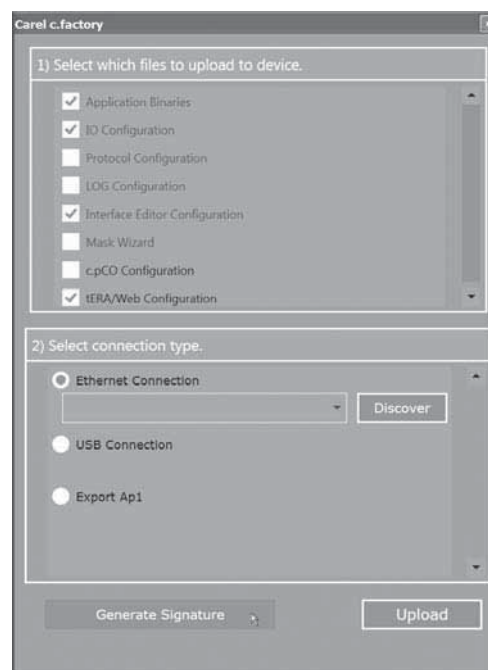 Carel c.factory
1) Select which files to upload to device.
Application Binaries
IO Configuration
Protocol Configuration
LOG Configuration
Interface Editor Configuration
Mask Wizard
c.pCO Configuration
tERA/Web Configuration
2) Select connection type.
Ethernet Connection
Discover
USB Connection
Export Ap1
Generate Signature
Upload